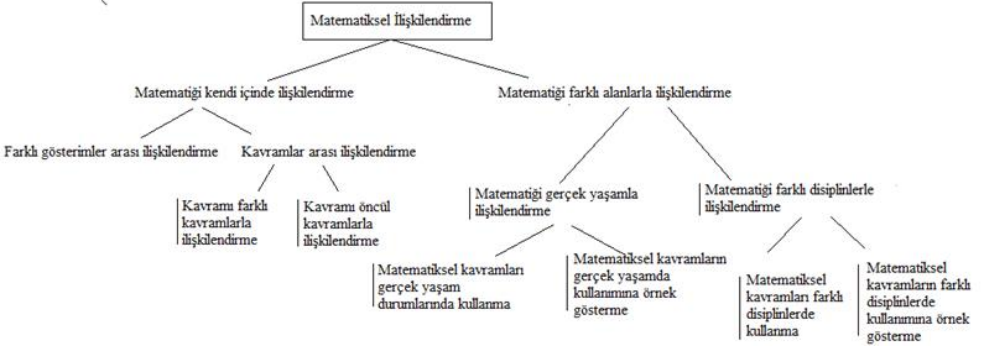 Matematiksel İlişkilendirme
Matematiği kendi içinde ilişkilendirme
Matematiği farklı alanlarla ilişkilendirme
Farklı gösterimler arası ilişkilendirme
Kavramlar arası ilişkilendirme
Kavramı farklı
kavramlarla
ilişkilendirme
Kavramı öncül
kavramlarla
ilişkilendirme
Matematiği gerçek yaşamla
ilişkilendirme
Matematiği farklı disiplinlerle
ilişkilendirme
Matematiksel kavramları
gerçek yaşam
durumlarında kullanma
Matematiksel kavramların
gerçek yaşamda
kullanımına örnek
gösterme
Matematiksel
kavramları farklı
disiplinlerde
kullanma
Matematiksel
kavramların farklı
disiplinlerde
kullanımına örnek
gösterme